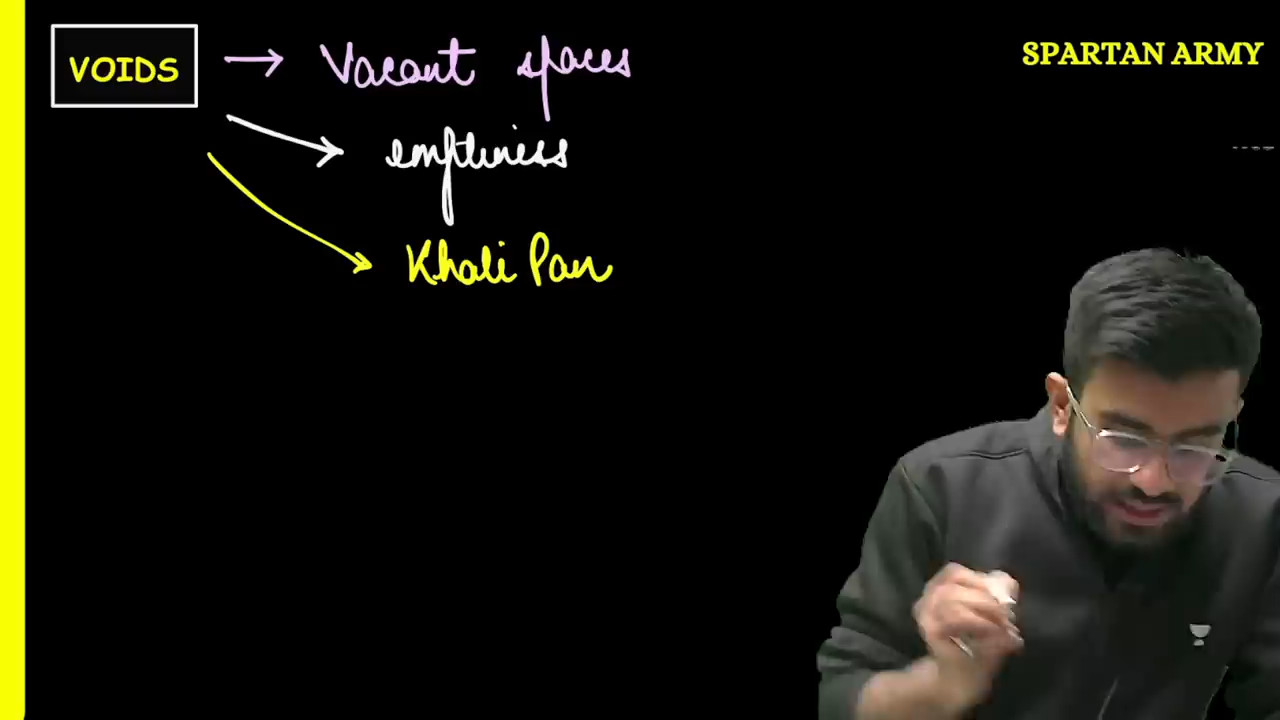 VOIDS → Vacant spaces
SPARTAN ARMY
→ emptiness
→ Khali Pan